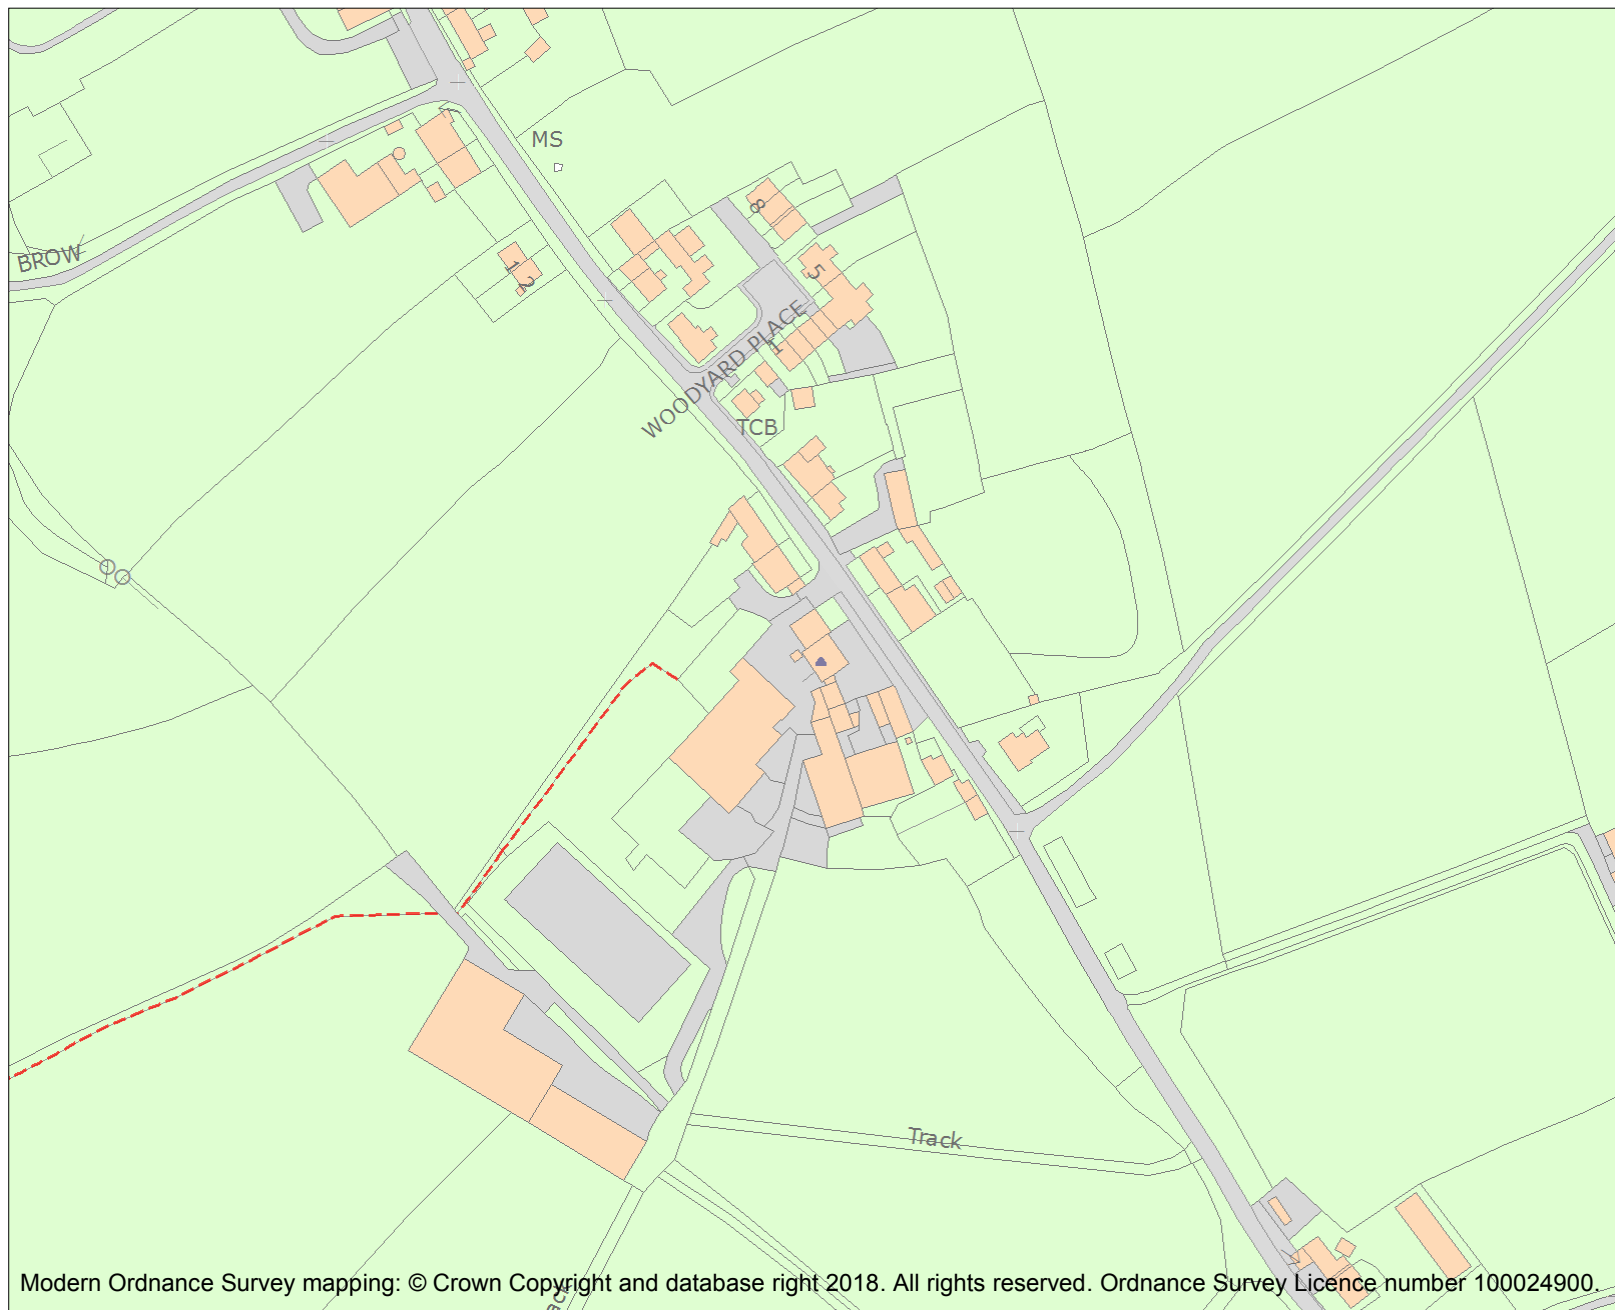 MS
8
BROW
1
2
5
WOODYARD PLACE
1
TCB
Track
Modern Ordnance Survey mapping: © Crown Copyright and database right 2018. All rights reserved. Ordnance Survey Licence number 100024900.